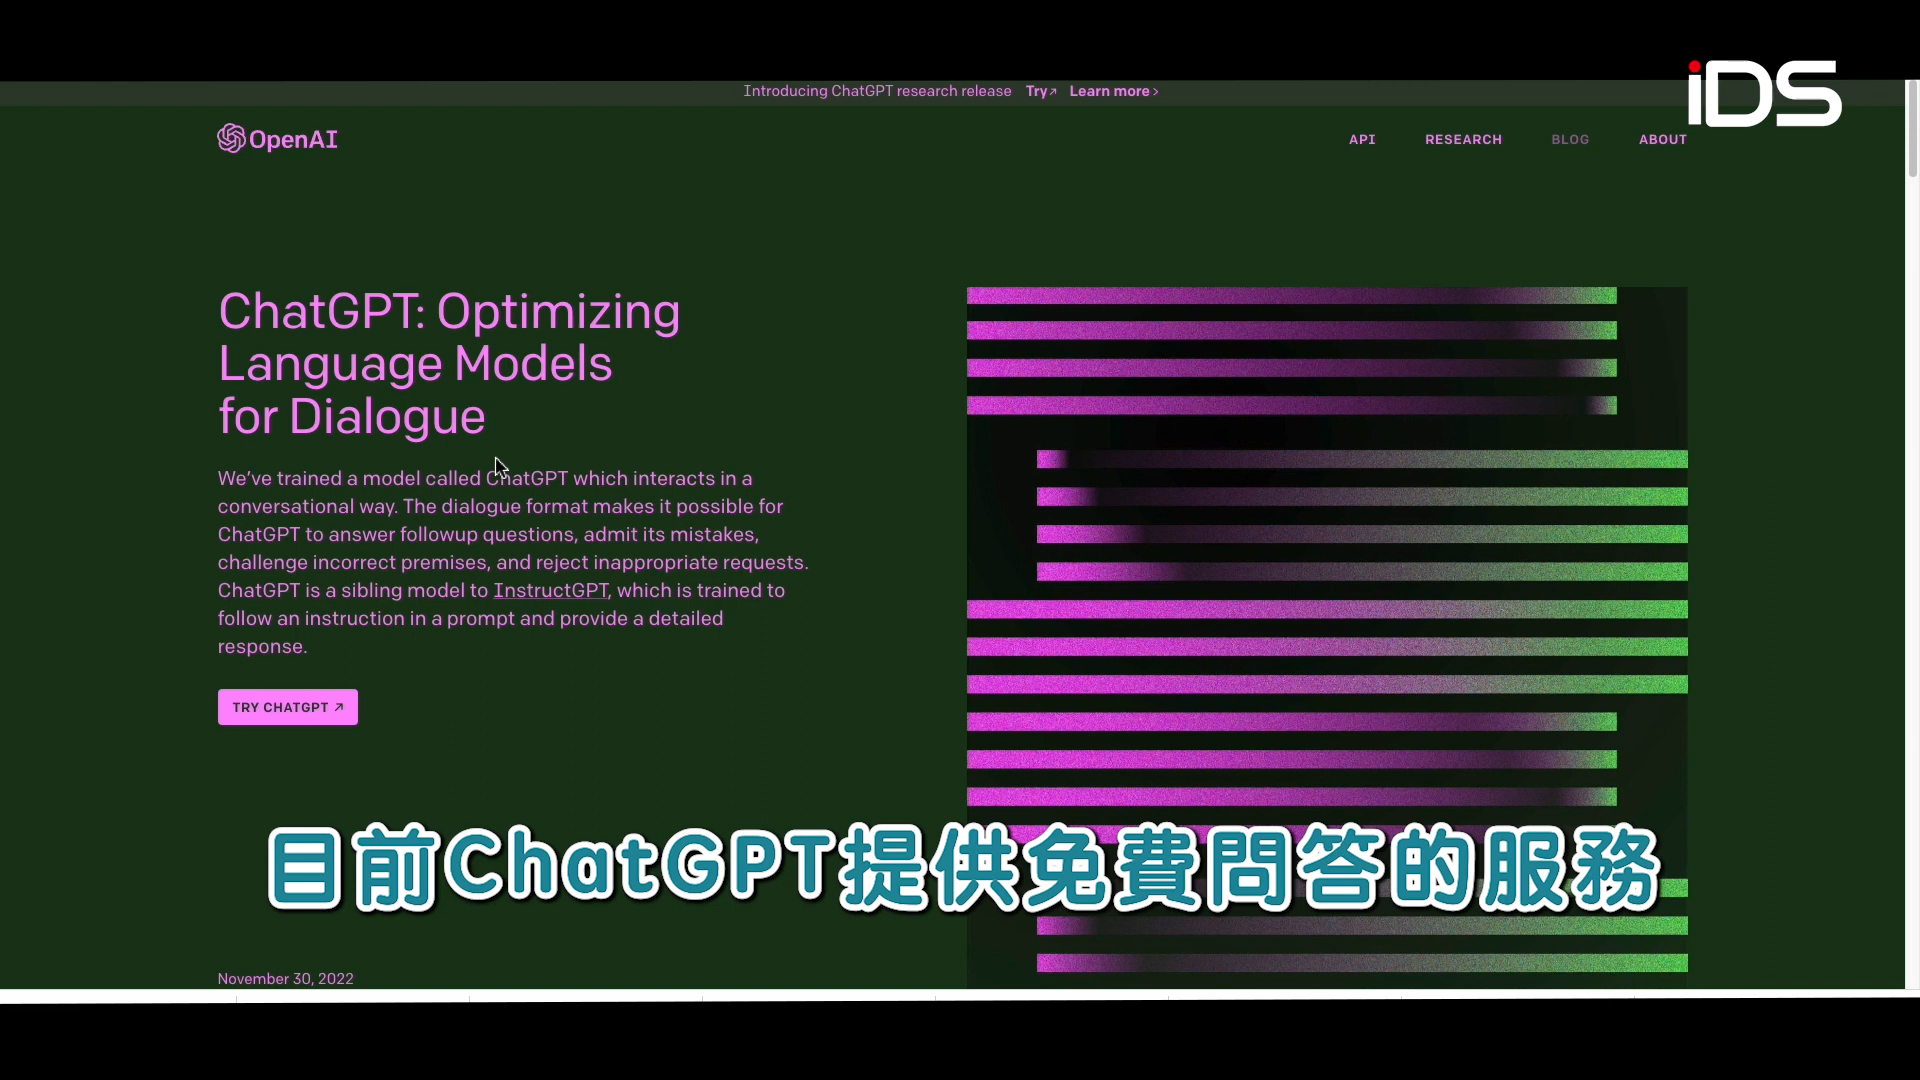 iDS
Introducing ChatGPT research release Try↗ Learn more ›
OpenAI
API RESEARCH BLOG ABOUT
ChatGPT: Optimizing
Language Models
for Dialogue
We’ve trained a model called ChatGPT which interacts in a
conversational way. The dialogue format makes it possible for
ChatGPT to answer followup questions, admit its mistakes,
challenge incorrect premises, and reject inappropriate requests.
ChatGPT is a sibling model to InstructGPT, which is trained to
follow an instruction in a prompt and provide a detailed
response.
TRY CHATGPT ↗
目前ChatGPT提供免費問答的服務
November 30, 2022